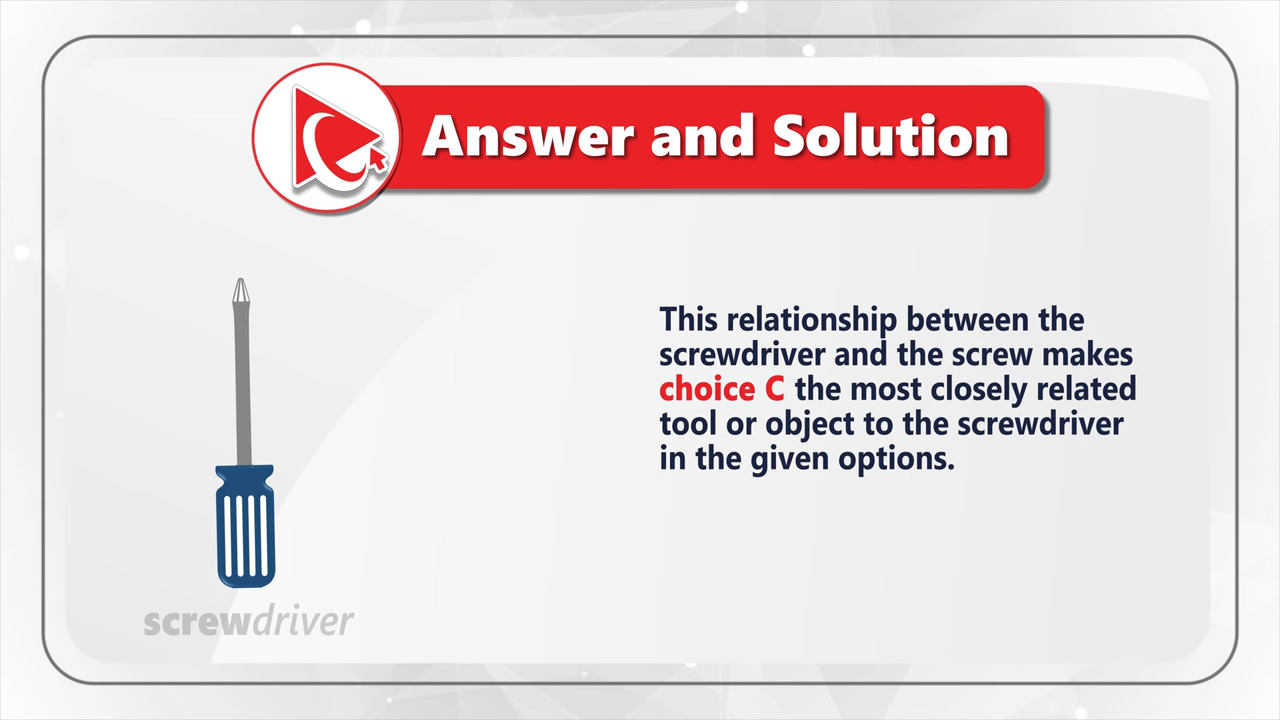 Answer and Solution
This relationship between the
screwdriver and the screw makes
choice C the most closely related
tool or object to the screwdriver
in the given options.
screwdriver